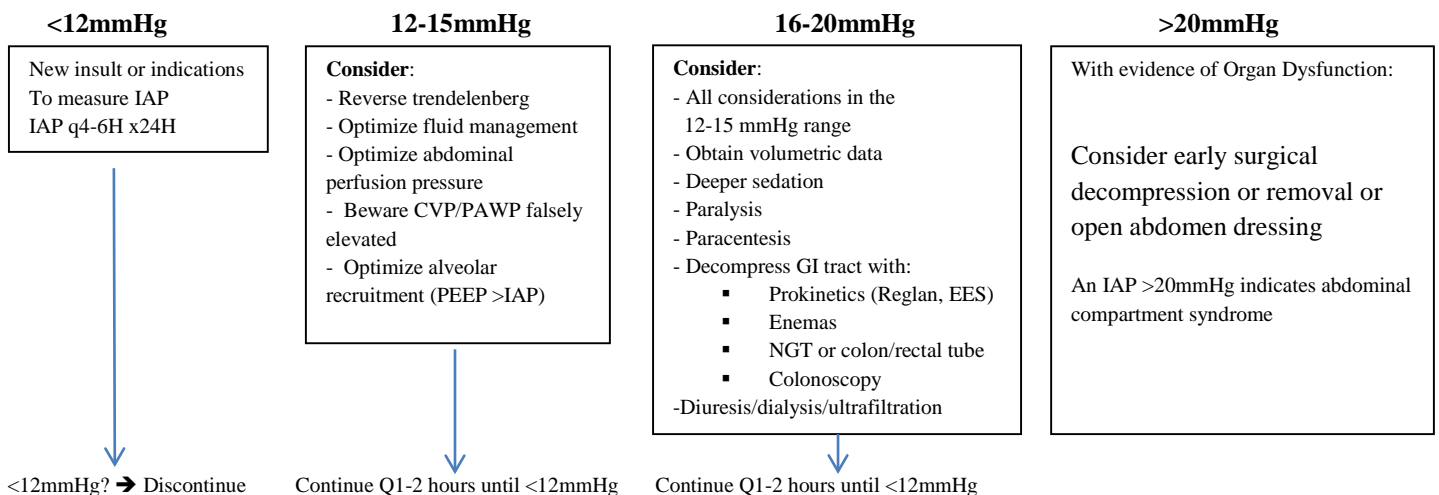 <12mmHg
New insult or indications
To measure IAP
IAP q4-6H x24H
<12mmHg? ➔ Discontinue
12-15mmHg
Consider:
- Reverse trendelenberg
- Optimize fluid management
- Optimize abdominal
perfusion pressure
- Beware CVP/PAWP falsely
elevated
- Optimize alveolar
recruitment (PEEP >IAP)
Continue Q1-2 hours until <12mmHg
16-20mmHg
Consider:
- All considerations in the
12-15 mmHg range
- Obtain volumetric data
- Deeper sedation
- Paralysis
- Paracentesis
- Decompress GI tract with:
▪ Prokinetics (Reglan, EES)
▪ Enemas
▪ NGT or colon/rectal tube
▪ Colonoscopy
-Diuresis/dialysis/ultrafiltration
Continue Q1-2 hours until <12mmHg
>20mmHg
With evidence of Organ Dysfunction:
Consider early surgical
decompression or removal or
open abdomen dressing
An IAP >20mmHg indicates abdominal
compartment syndrome